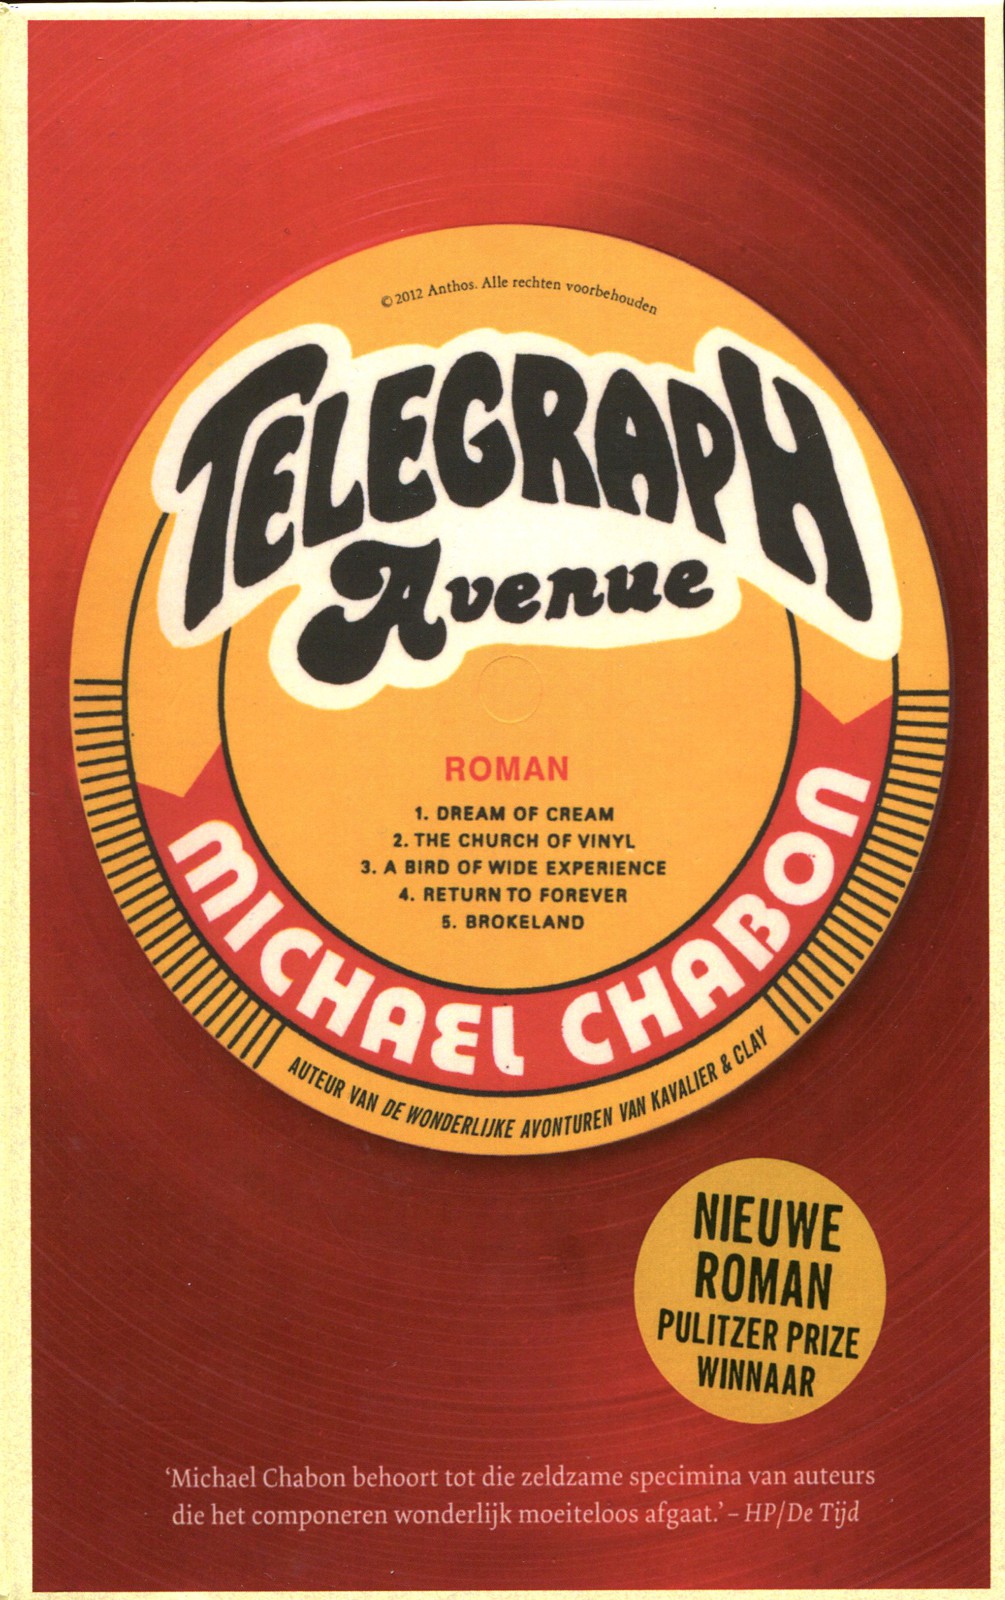 © 2012 Anthos. Alle rechten voorbehouden
TELEGRAPH
Avenue
ROMAN
1. DREAM OF CREAM
2. THE CHURCH OF VINYL
3. A BIRD OF WIDE EXPERIENCE
4. RETURN TO FOREVER
5. BROKELAND
MICHAEL CHABON
AUTEUR VAN DE WONDERLIJKE AVONTUREN VAN KAVALIER & CLAY
NIEUWE
ROMAN
PULITZER PRIZE
WINNAAR
‘Michael Chabon behoort tot die zeldzame specimina van auteurs
die het componeren wonderlijk moeiteloos afgaat.’ – HP/De Tijd